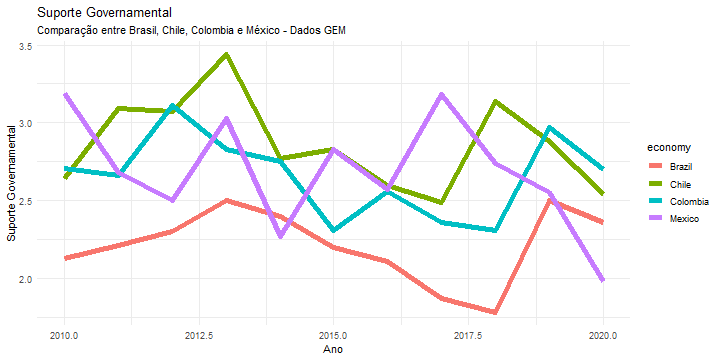 Suporte Governamental
Comparação entre Brasil, Chile, Colombia e México - Dados GEM
3.5
3.0
2.5
2.0
Suporte Governamental
2010.0
2012.5
2015.0
2017.5
2020.0
Ano
economy
Brazil
Chile
Colombia
Mexico